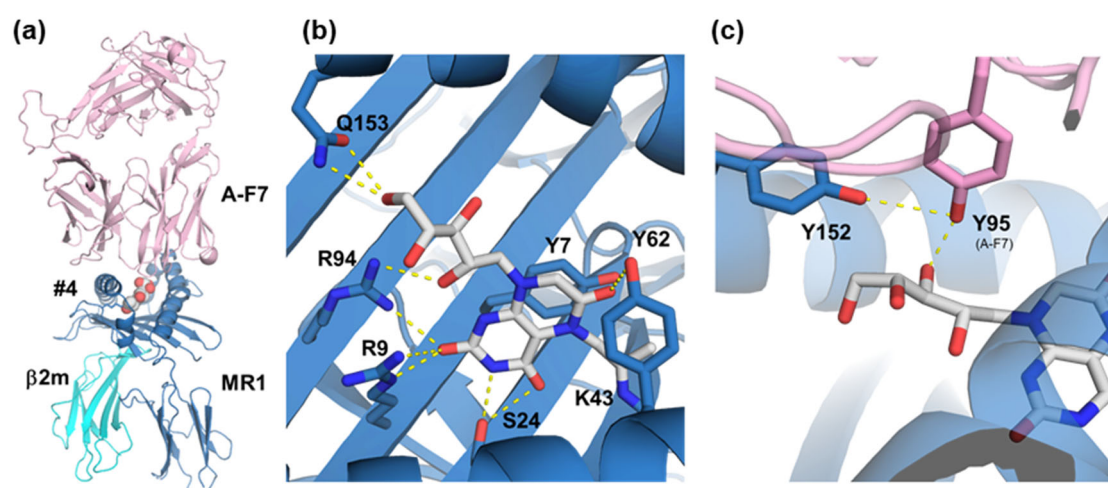 (a)
A-F7
#4
β2m
MR1
(b)
Q153
R94
Y7
Y62
R9
K43
S24
(c)
Y152
Y95
(A-F7)